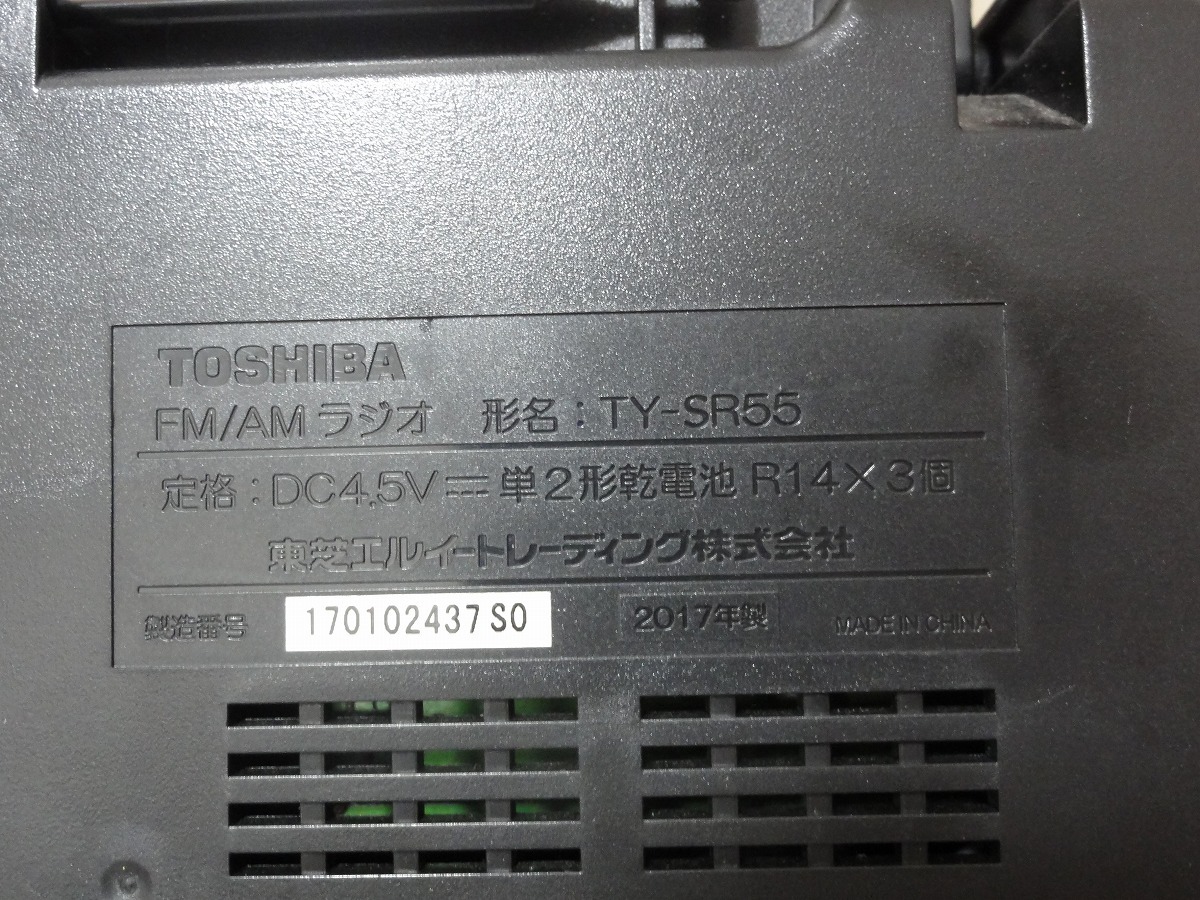 TOSHIBA
FM/AM ラジオ 形名：TY-SR55
定格：DC4.5V ⎓ 単2形乾電池 R14×3個
東芝エルイートレーディング株式会社
製造番号 170102437S0 2017年製 MADE IN CHINA